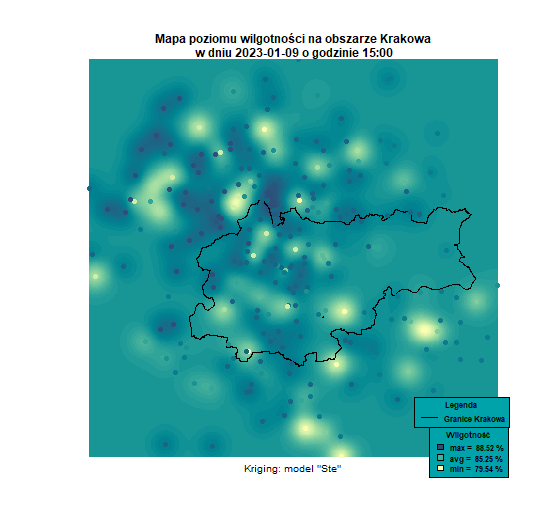 Mapa poziomu wilgotności na obszarze Krakowa
w dniu 2023-01-09 o godzinie 15:00
Legenda
Granice Krakowa
Wilgotność
max = 88.52 %
avg = 85.25 %
min = 79.54 %
Kriging: model "Ste"